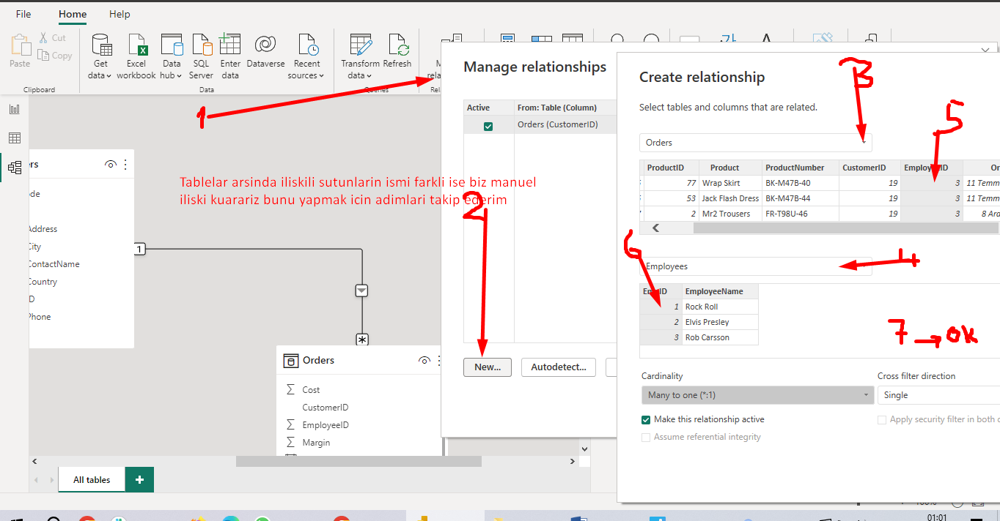 File Home Help
Cut
Copy
Paste
Get data
Excel workbook
Data hub
SQL Server
Enter data
Dataverse
Recent sources
Transform data
Refresh
Clipboard
Data
Queries
1
Tablelar arsinda iliskili sutunlarin ismi farkli ise biz manuel
iliski kuarariz bunu yapmak icin adimlari takip ederim
Address
City
ContactName
Country
ID
Phone
1
*
Orders
Cost
CustomerID
EmployeeID
Margin
All tables +
Manage relationships
Active From: Table (Column)
Orders (CustomerID)
2
New... Autodetect...
Create relationship
3
Select tables and columns that are related.
5
Orders
ProductID Product ProductNumber CustomerID EmployeeID Or
77 Wrap Skirt BK-M47B-40 19 3 11 Temm
53 Jack Flash Dress BK-M47B-44 19 3 11 Temm
2 Mr2 Trousers FR-T98U-46 19 3 8 Ara
6
4
Employees
EmpID EmployeeName
1 Rock Roll
2 Elvis Presley
3 Rob Carsson
7 → ok
Cardinality Cross filter direction
Many to one (*:1) Single
Make this relationship active Apply security filter in both
Assume referential integrity
01:01